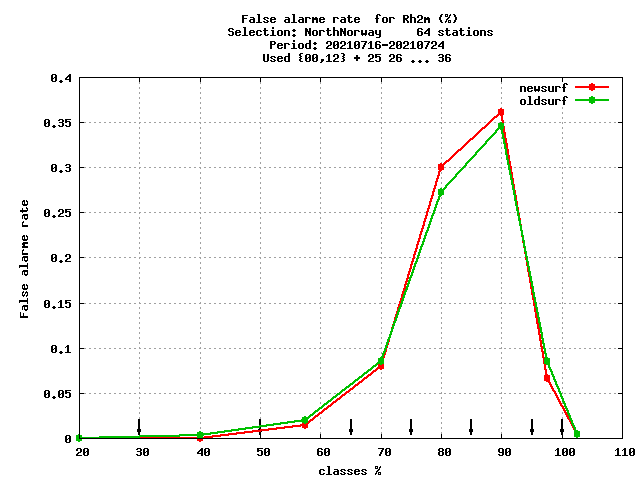 False alarme rate  for Rh2m (%)
Selection: NorthNorway     64 stations
Period: 20210716-20210724
Used {00,12} + 25 26 ... 36
newsurf
oldsurf
False alarme rate
0.4
0.35
0.3
0.25
0.2
0.15
0.1
0.05
0
20 30 40 50 60 70 80 90 100 110
classes %